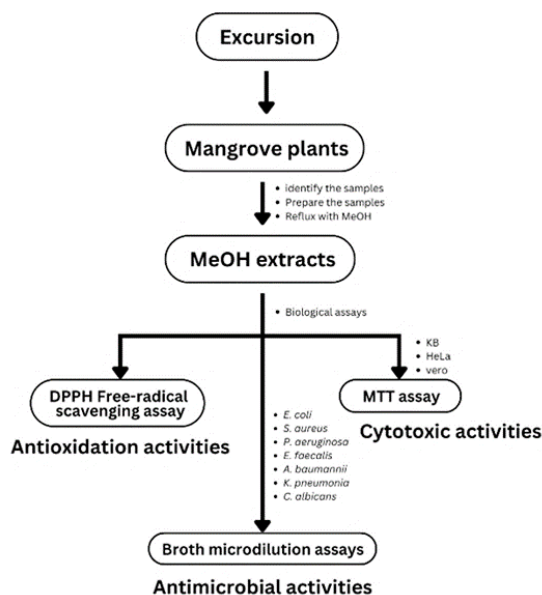 Excursion
Mangrove plants
• identify the samples
• Prepare the samples
• Reflux with MeOH
MeOH extracts
• Biological assays
• KB
• HeLa
• vero
DPPH Free-radical
scavenging assay
Antioxidation activities
MTT assay
Cytotoxic activities
• E. coli
• S. aureus
• P. aeruginosa
• E. faecalis
• A. baumannii
• K. pneumonia
• C. albicans
Broth microdilution assays
Antimicrobial activities